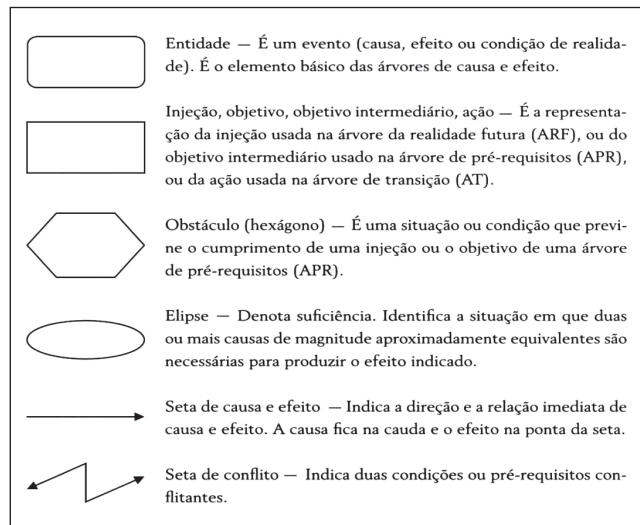 Entidade — É um evento (causa, efeito ou condição de realida-
de). É o elemento básico das árvores de causa e efeito.
Injeção, objetivo, objetivo intermediário, ação — É a representa-
ção da injeção usada na árvore da realidade futura (ARF), ou do
objetivo intermediário usado na árvore de pré-requisitos (APR),
ou da ação usada na árvore de transição (AT).
Obstáculo (hexágono) — É uma situação ou condição que previ-
ne o cumprimento de uma injeção ou o objetivo de uma árvore
de pré-requisitos (APR).
Elipse — Denota suficiência. Identifica a situação em que duas
ou mais causas de magnitude aproximadamente equivalentes são
necessárias para produzir o efeito indicado.
Seta de causa e efeito — Indica a direção e a relação imediata de
causa e efeito. A causa fica na cauda e o efeito na ponta da seta.
Seta de conflito — Indica duas condições ou pré-requisitos con-
flitantes.